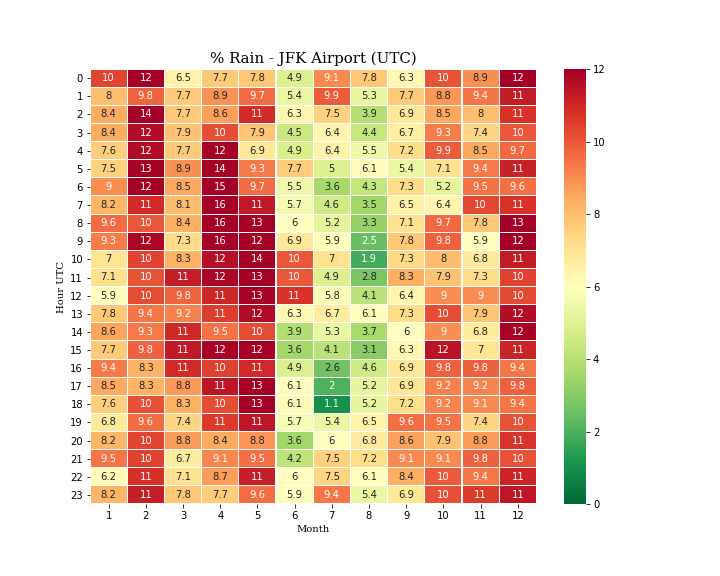 % Rain - JFK Airport (UTC)
0 10 12 6.5 7.7 7.8 4.9 9.1 7.8 6.3 10 8.9 12
1 8 9.8 7.7 8.9 9.7 5.4 9.9 5.3 7.7 8.8 9.4 11
2 8.4 14 7.7 8.6 11 6.3 7.5 3.9 6.9 8.5 8 11
3 8.4 12 7.9 10 7.9 4.5 6.4 4.4 6.7 9.3 7.4 10
4 7.6 12 7.7 12 6.9 4.9 6.4 5.5 7.2 9.9 8.5 9.7
5 7.5 13 8.9 14 9.3 7.7 5 6.1 5.4 7.1 9.4 11
6 9 12 8.5 15 9.7 5.5 3.6 4.3 7.3 5.2 9.5 9.6
7 8.2 11 8.1 16 11 5.7 4.6 3.5 6.5 6.4 10 11
8 9.6 10 8.4 16 13 6 5.2 3.3 7.1 9.7 7.8 13
9 9.3 12 7.3 16 12 6.9 5.9 2.5 7.8 9.8 5.9 12
10 7 10 8.3 12 14 10 7 1.9 7.3 8 6.8 11
11 7.1 10 11 12 13 10 4.9 2.8 8.3 7.9 7.3 10
12 5.9 10 9.8 11 13 11 5.8 4.1 6.4 9 9 10
13 7.8 9.4 9.2 11 12 6.3 6.7 6.1 7.3 10 7.9 12
14 8.6 9.3 11 9.5 10 3.9 5.3 3.7 6 9 6.8 12
15 7.7 9.8 11 12 12 3.6 4.1 3.1 6.3 12 7 11
16 9.4 8.3 11 10 11 4.9 2.6 4.6 6.9 9.8 9.8 9.4
17 8.5 8.3 8.8 11 13 6.1 2 5.2 6.9 9.2 9.2 9.8
18 7.6 10 8.3 10 13 6.1 1.1 5.2 7.2 9.2 9.1 9.4
19 6.8 9.6 7.4 11 11 5.7 5.4 6.5 9.6 9.5 7.4 10
20 8.2 10 8.8 8.4 8.8 3.6 6 6.8 8.6 7.9 8.8 11
21 9.5 10 6.7 9.1 9.5 4.2 7.5 7.2 9.1 9.1 9.8 10
22 6.2 11 7.1 8.7 11 6 7.5 6.1 8.4 10 9.4 11
23 8.2 11 7.8 7.7 9.6 5.9 9.4 5.4 6.9 10 11 11
1 2 3 4 5 6 7 8 9 10 11 12
Month
Hour UTC
12
10
8
6
4
2
0